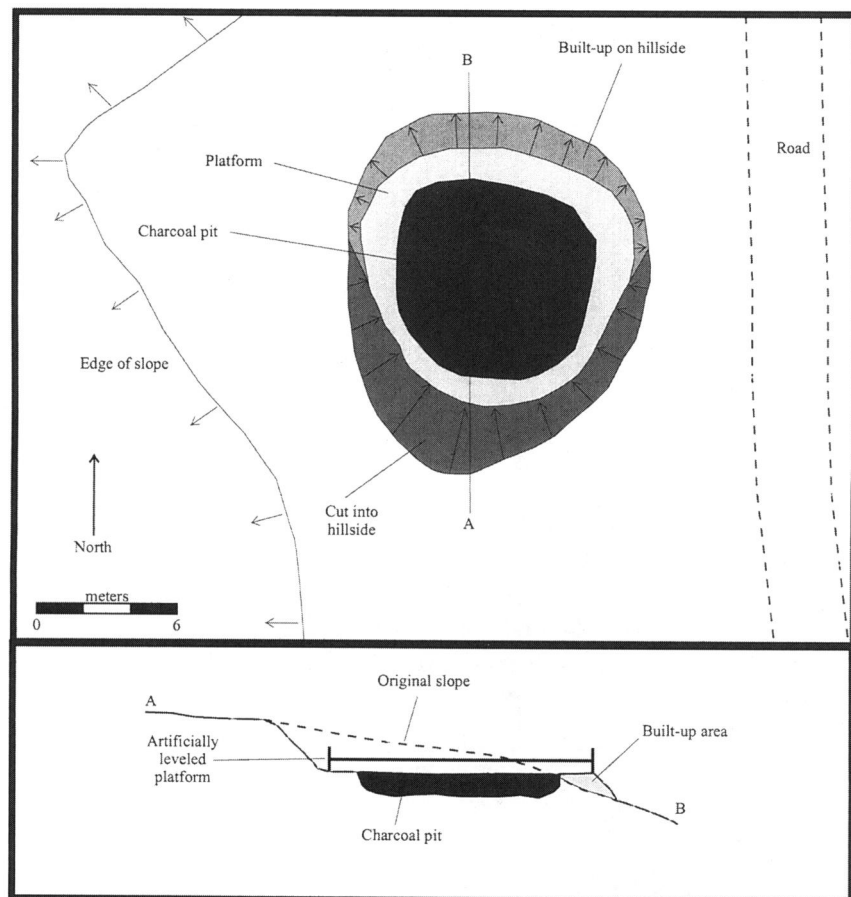 B
Built-up on hillside
Road
Platform
Charcoal pit
Edge of slope
Cut into
hillside
A
North
meters
0 6
Original slope
A
Artificially
leveled
platform
Built-up area
B
Charcoal pit